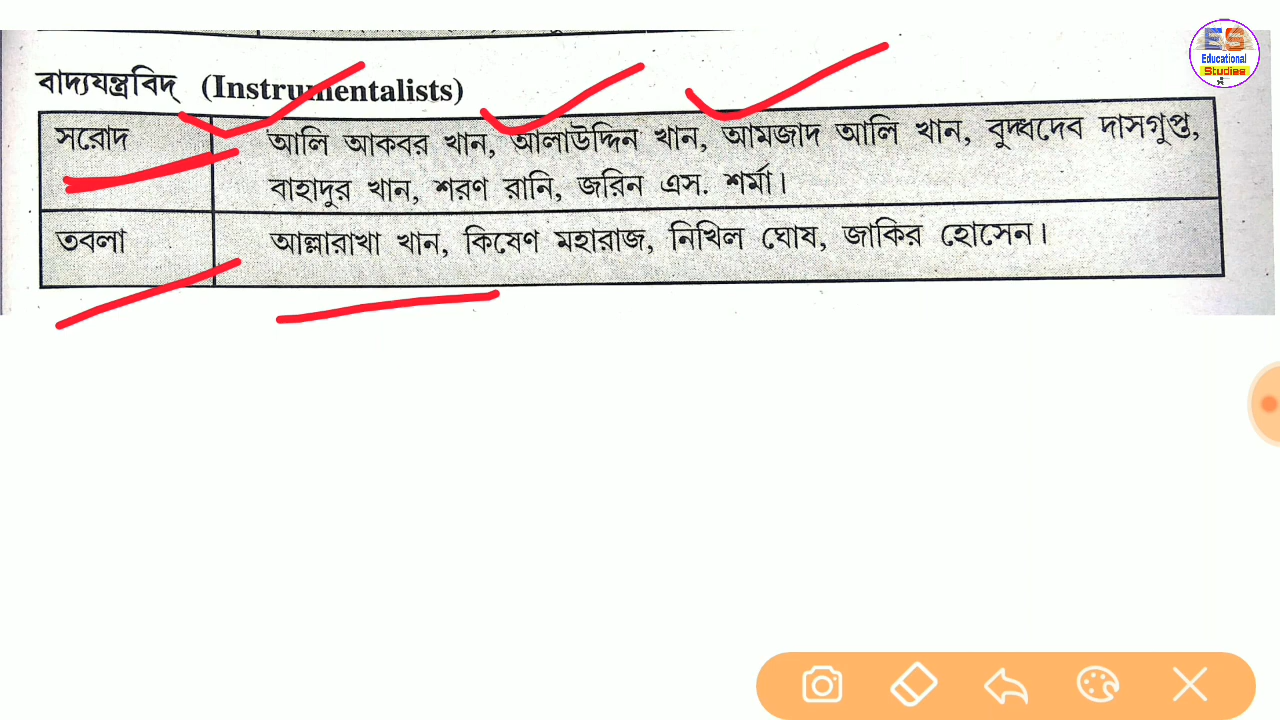 ES
Educational
Studies
বাদ্যযন্ত্রবিদ্ (Instrumentalists)
সরোদ
আলি আকবর খান, আলাউদ্দিন খান, আমজাদ আলি খান, বুদ্ধদেব দাসগুপ্ত,
বাহাদুর খান, শরণ রানি, জরিন এস. শর্মা।
তবলা
আল্লারাখা খান, কিষেণ মহারাজ, নিখিল ঘোষ, জাকির হোসেন।